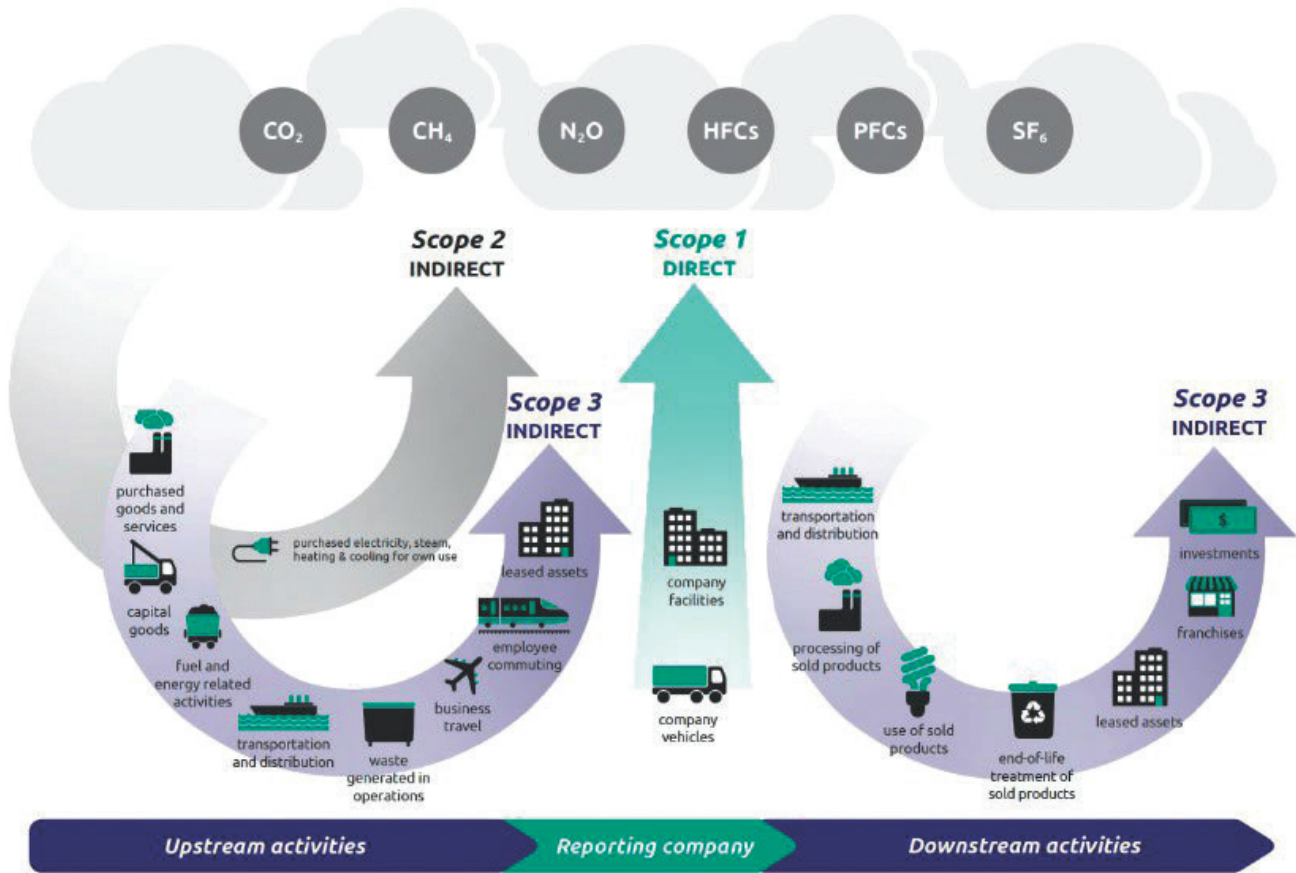 CO₂
CH₄
N₂O
HFCs
PFCs
SF₆
Scope 2
INDIRECT
Scope 1
DIRECT
Scope 3
INDIRECT
Scope 3
INDIRECT
purchased
goods and
services
capital
goods
fuel and
energy related
activities
purchased electricity, steam,
heating & cooling for own use
transportation
and distribution
waste
generated in
operations
business
travel
employee
commuting
leased assets
company
facilities
company
vehicles
transportation
and distribution
processing of
sold products
use of sold
products
end-of-life
treatment of
sold products
leased assets
franchises
$
investments
Upstream activities
Reporting company
Downstream activities